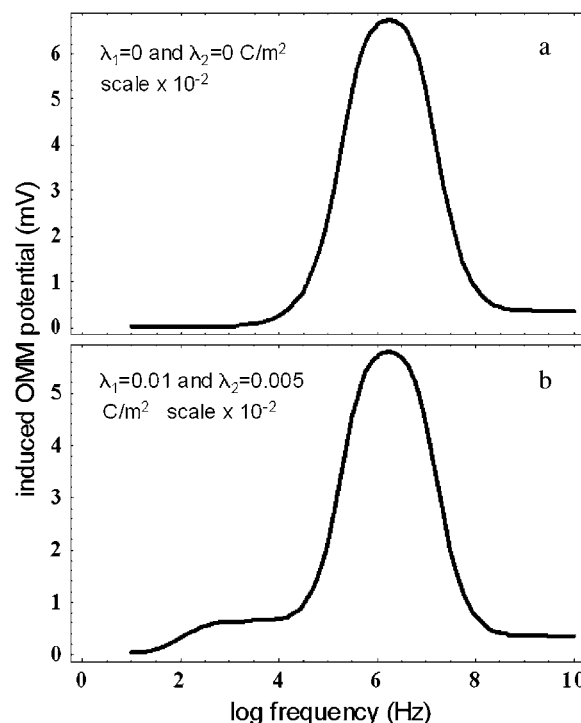 λ₁=0 and λ₂=0 C/m²
scale x 10⁻²
a
6
5
4
3
2
1
0
induced OMM potential (mV)
λ₁=0.01 and λ₂=0.005
C/m² scale x 10⁻²
b
5
4
3
2
1
0
0 2 4 6 8 10
log frequency (Hz)